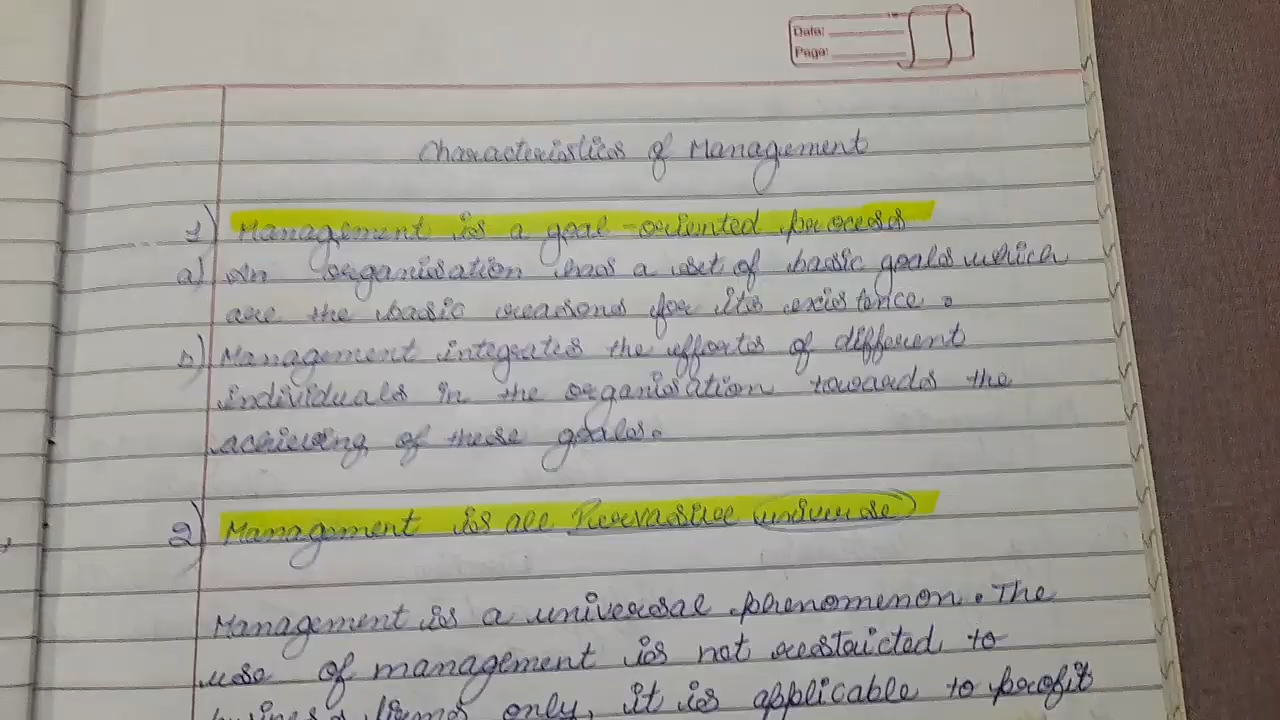 Date:
Page:
Characteristics of Management
1) Management is a goal-oriented process
a) An organisation has a set of basic goals which
are the basic reasons for its existence.
b) Management integrates the efforts of different
individuals in the organisation towards the
achieving of these goals.
2) Management is all Pervasive (universe)
Management is a universal phenomenon. The
use of management is not restricted to
business firms only, it is applicable to profit